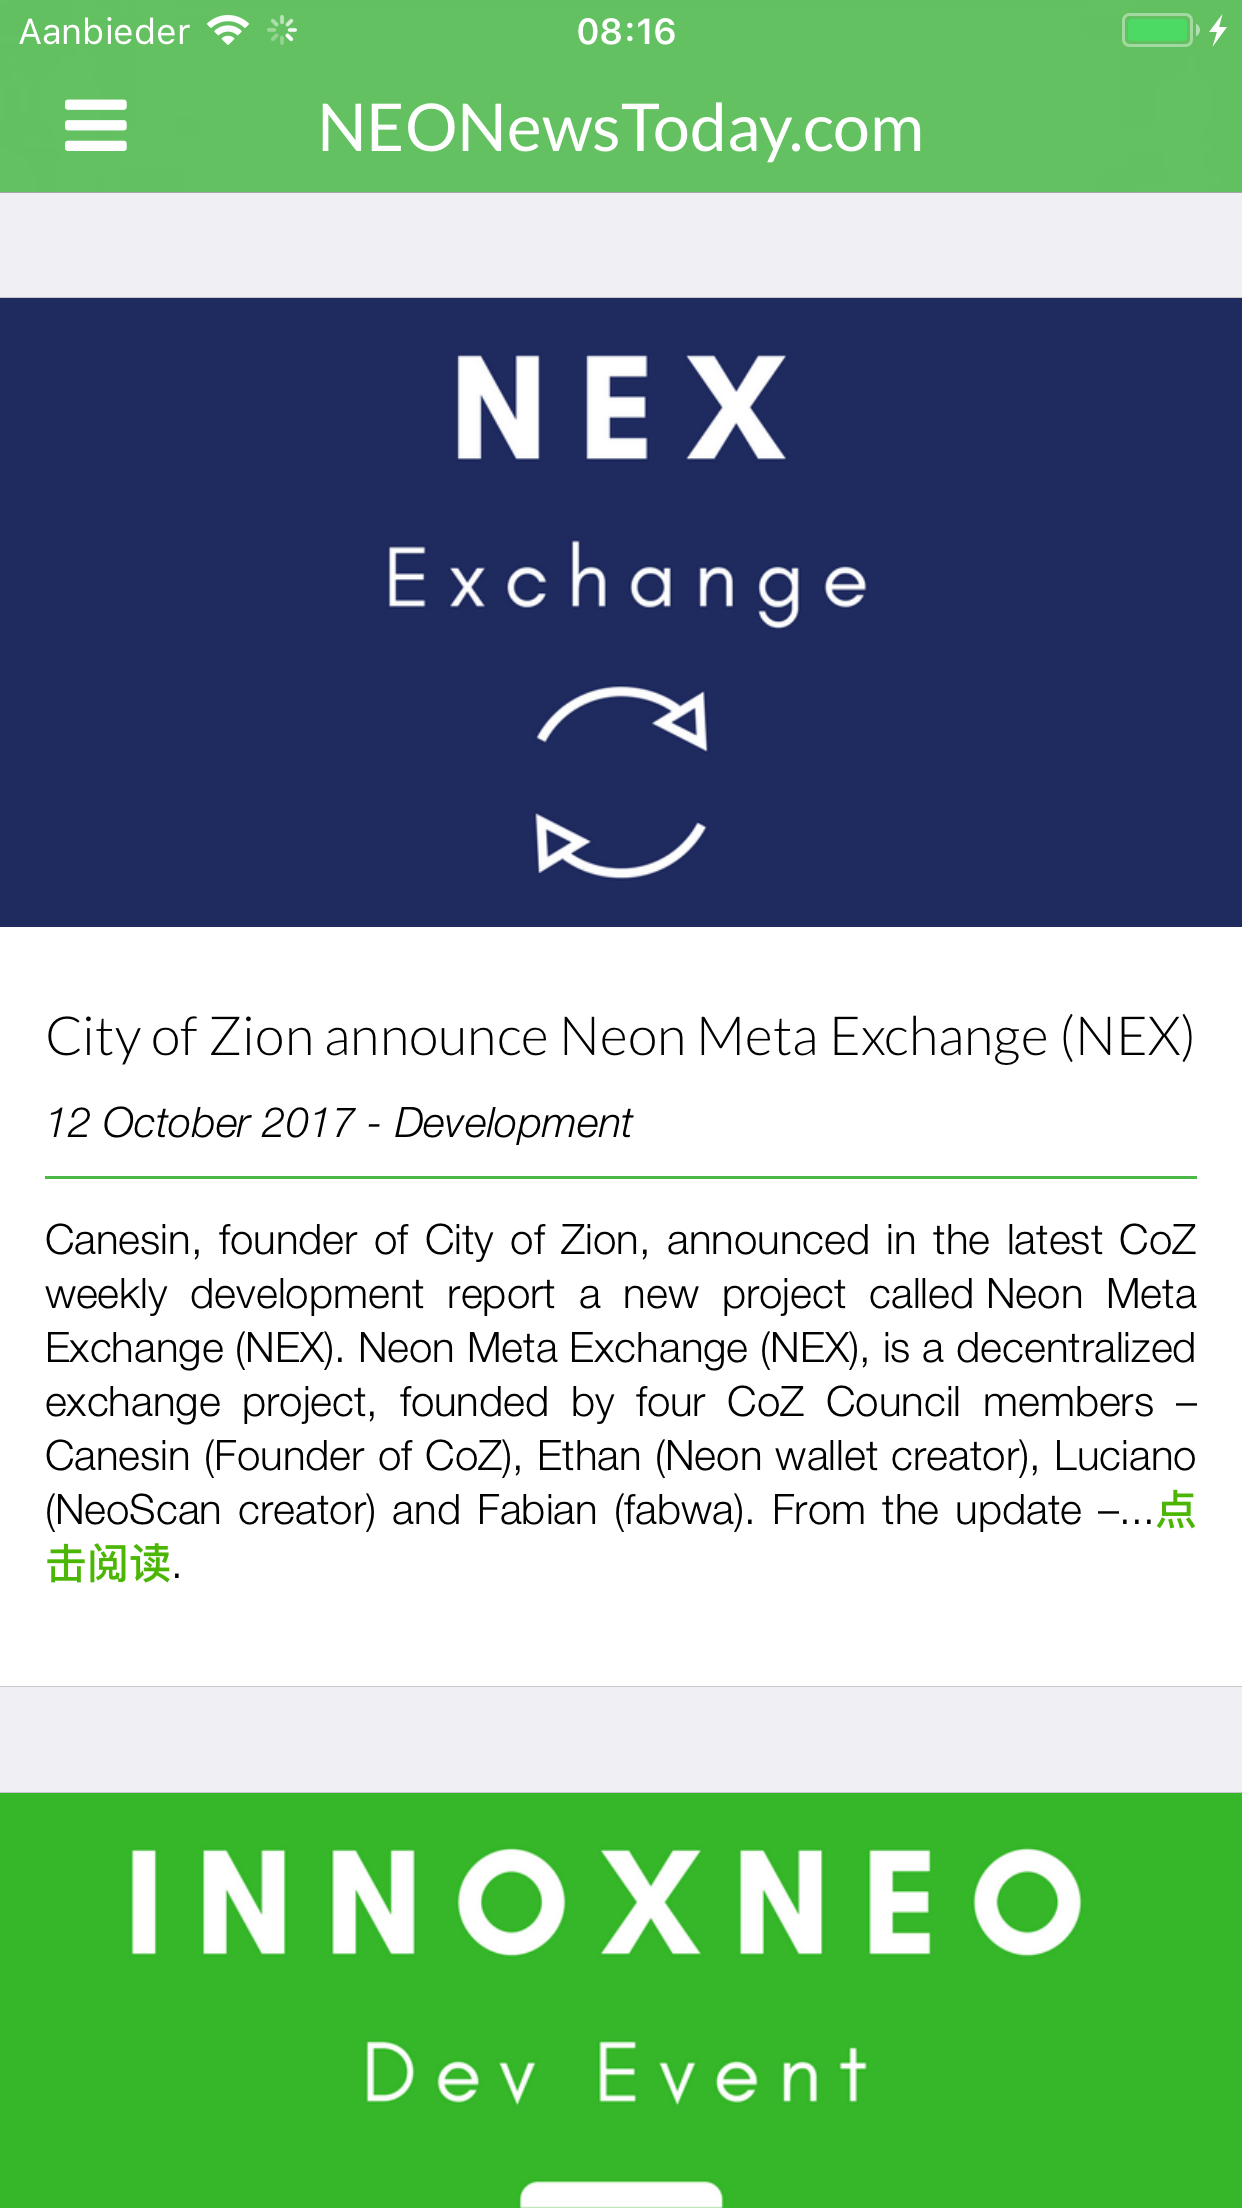 Aanbieder 08:16
NEONewsToday.com
NEX
Exchange
City of Zion announce Neon Meta Exchange (NEX)
12 October 2017 - Development
Canesin, founder of City of Zion, announced in the latest CoZ
weekly development report a new project called Neon Meta
Exchange (NEX). Neon Meta Exchange (NEX), is a decentralized
exchange project, founded by four CoZ Council members –
Canesin (Founder of CoZ), Ethan (Neon wallet creator), Luciano
(NeoScan creator) and Fabian (fabwa). From the update –...点
击阅读.
INNOXNEO
Dev Event